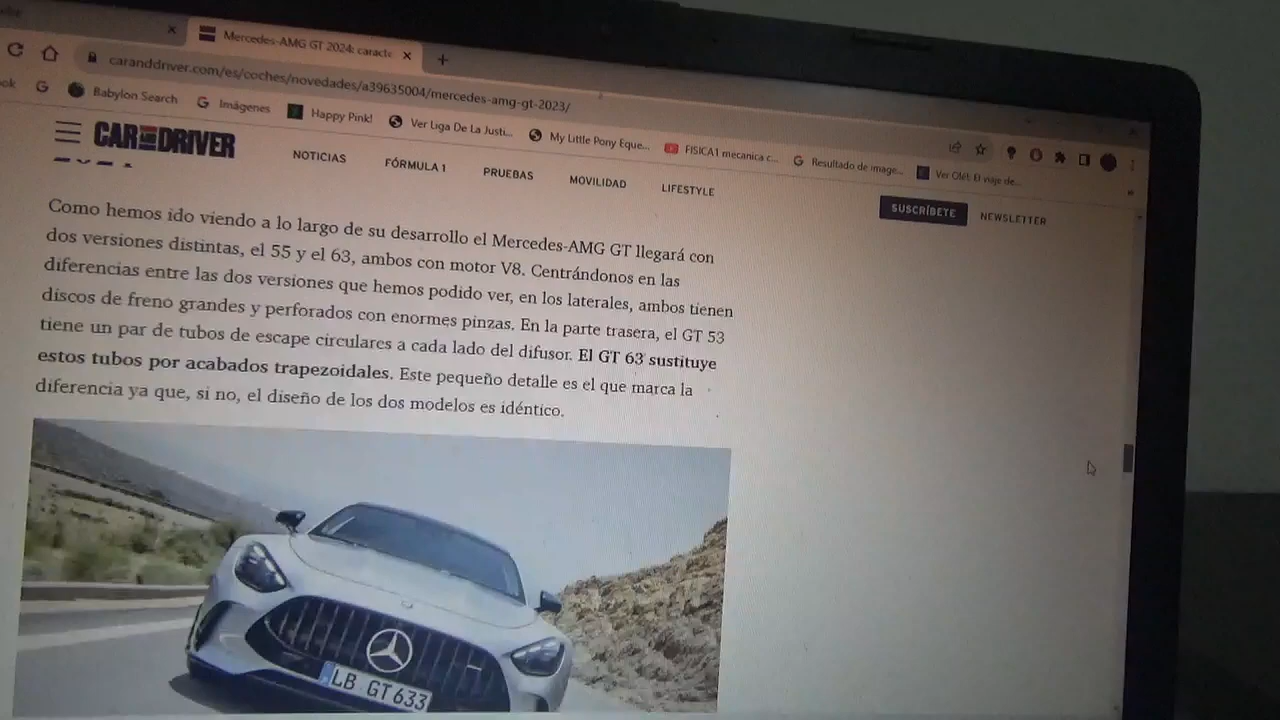 Mercedes-AMG GT 2024: caracte
caranddriver.com/es/coches/novedades/a39635004/mercedes-amg-gt-2023/
ok
Babylon Search
Imágenes
Happy Pink!
Ver Liga De La Justi...
My Little Pony Eque...
FISICA1 mecanica c...
Resultado de image...
Ver Olé!: El viaje de...
CAR AND DRIVER
NOTICIAS
FÓRMULA 1
PRUEBAS
MOVILIDAD
LIFESTYLE
SUSCRÍBETE
NEWSLETTER
Como hemos ido viendo a lo largo de su desarrollo el Mercedes-AMG GT llegará con
dos versiones distintas, el 55 y el 63, ambos con motor V8. Centrándonos en las
diferencias entre las dos versiones que hemos podido ver, en los laterales, ambos tienen
discos de freno grandes y perforados con enormes pinzas. En la parte trasera, el GT 53
tiene un par de tubos de escape circulares a cada lado del difusor. El GT 63 sustituye
estos tubos por acabados trapezoidales. Este pequeño detalle es el que marca la
diferencia ya que, si no, el diseño de los dos modelos es idéntico.
LB GT 633